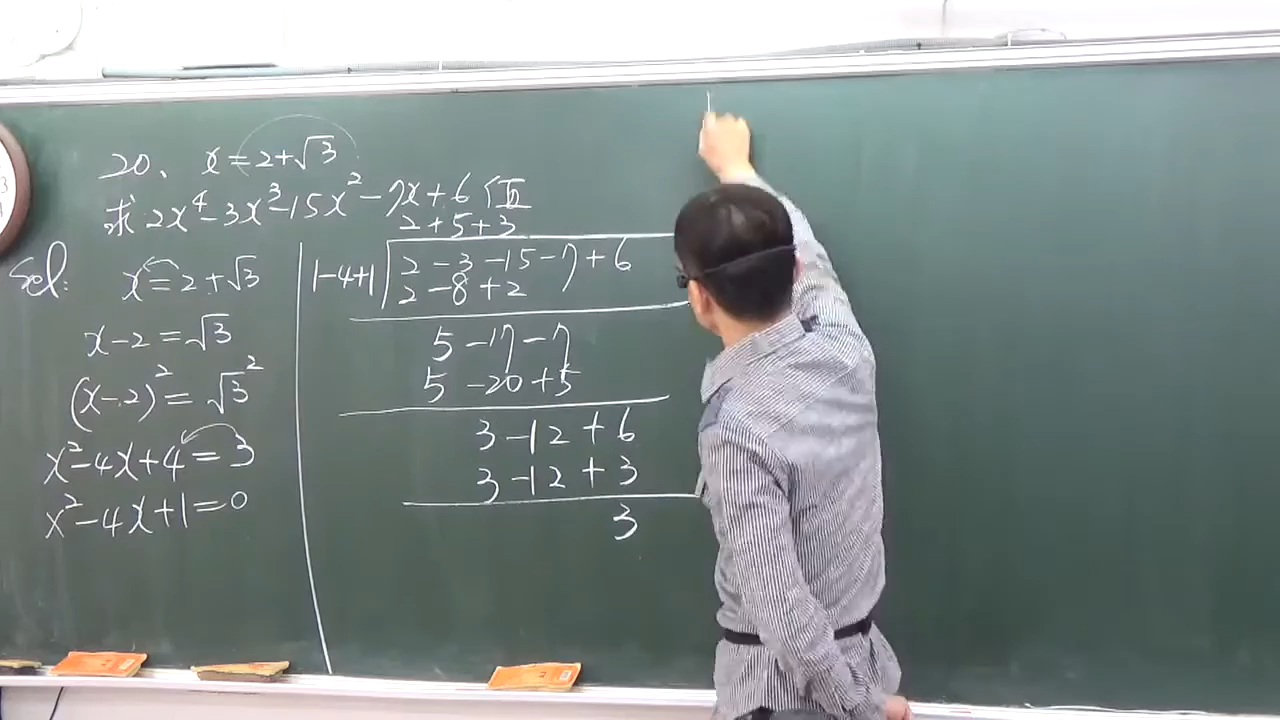 20、 x=2+√3
求 2x⁴-3x³-15x²-7x+6 值
Sol: x=2+√3
x-2=√3
(x-2)²=√3²
x²-4x+4=3
x²-4x+1=0
2+5+3
1-4+1 2-3-15-7+6
2-8+2
5-17-7
5-20+5
3-12+6
3-12+3
3